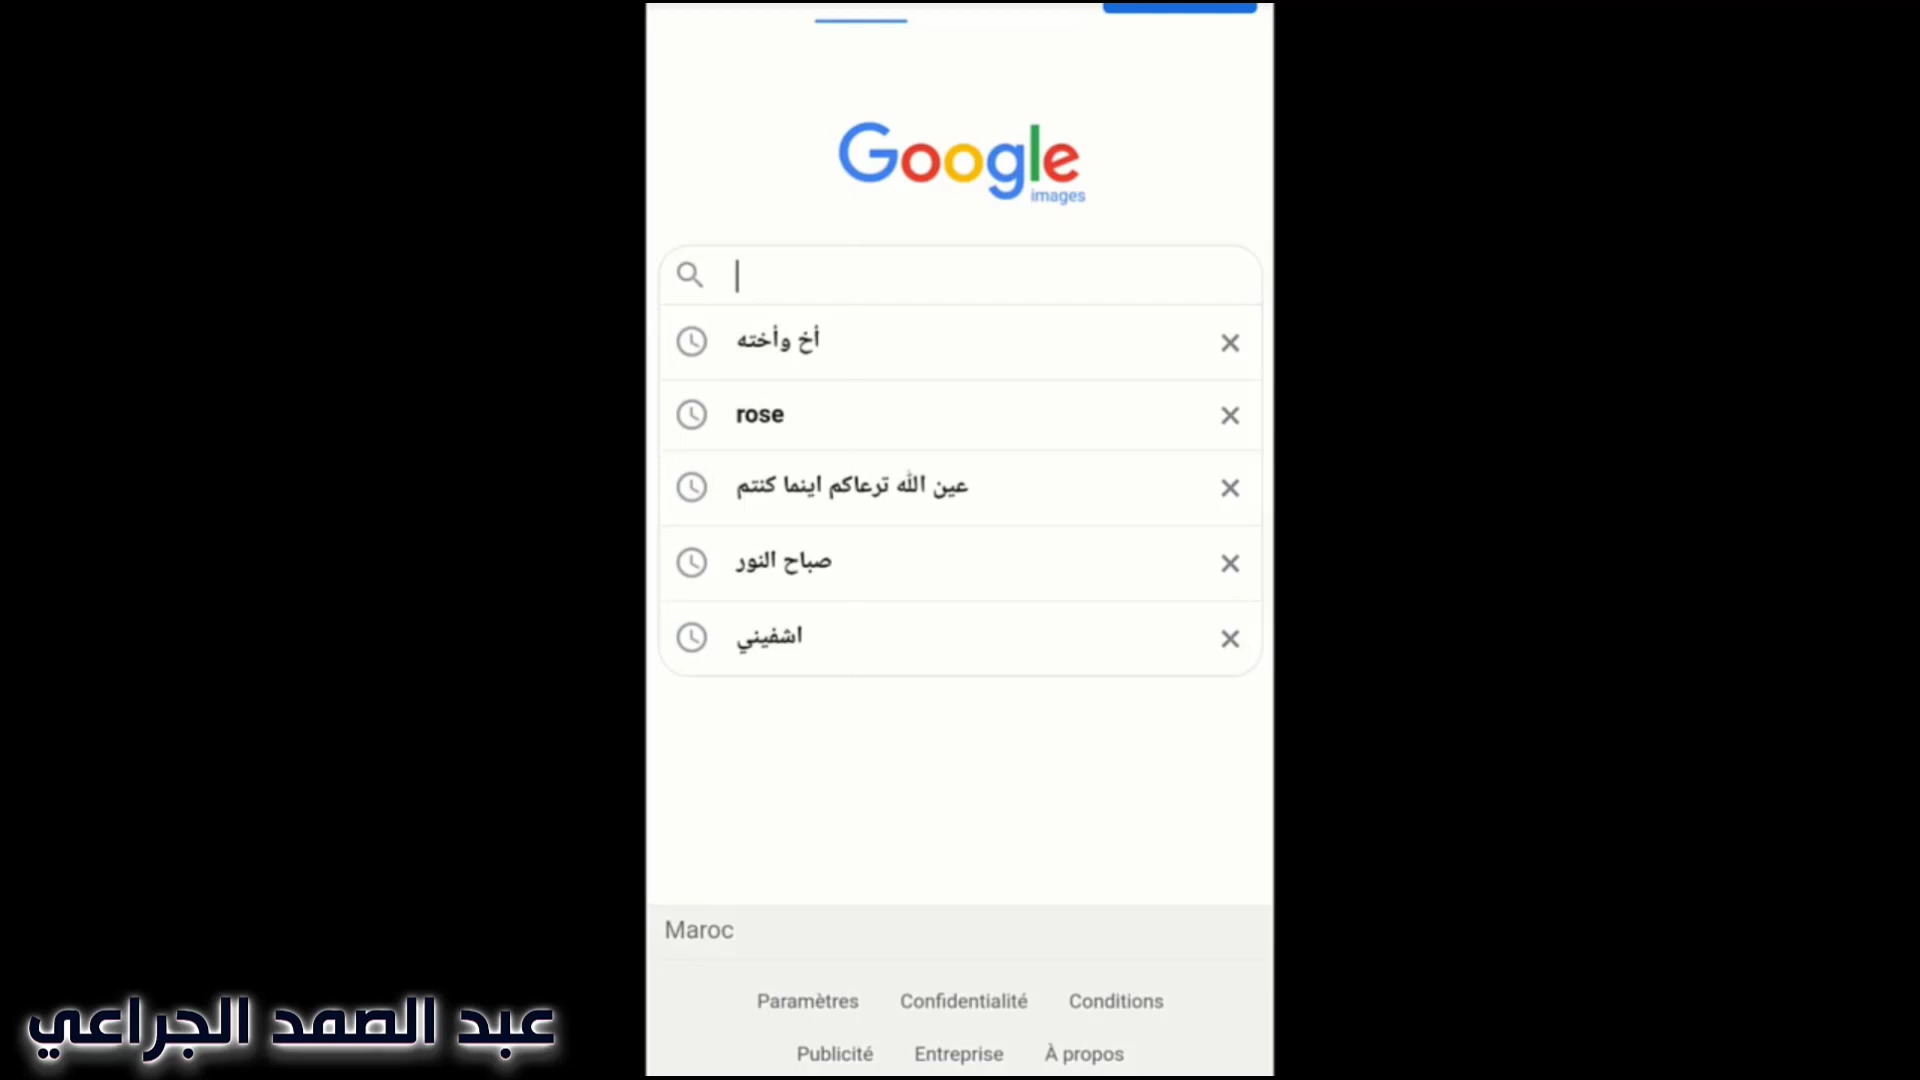 Google
images
أخ وأخته
rose
عين الله ترعاكم اينما كنتم
صباح النور
اشفيني
Maroc
Paramètres Confidentialité Conditions
Publicité Entreprise À propos
عبد الصمد الجراعي